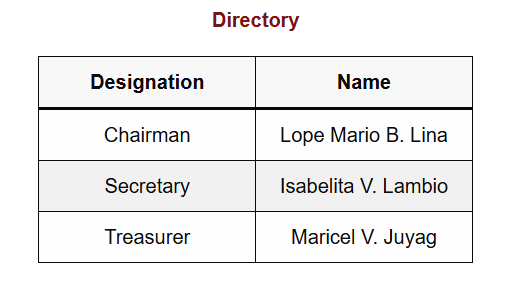 Directory
Designation Name
Chairman Lope Mario B. Lina
Secretary Isabelita V. Lambio
Treasurer Maricel V. Juyag